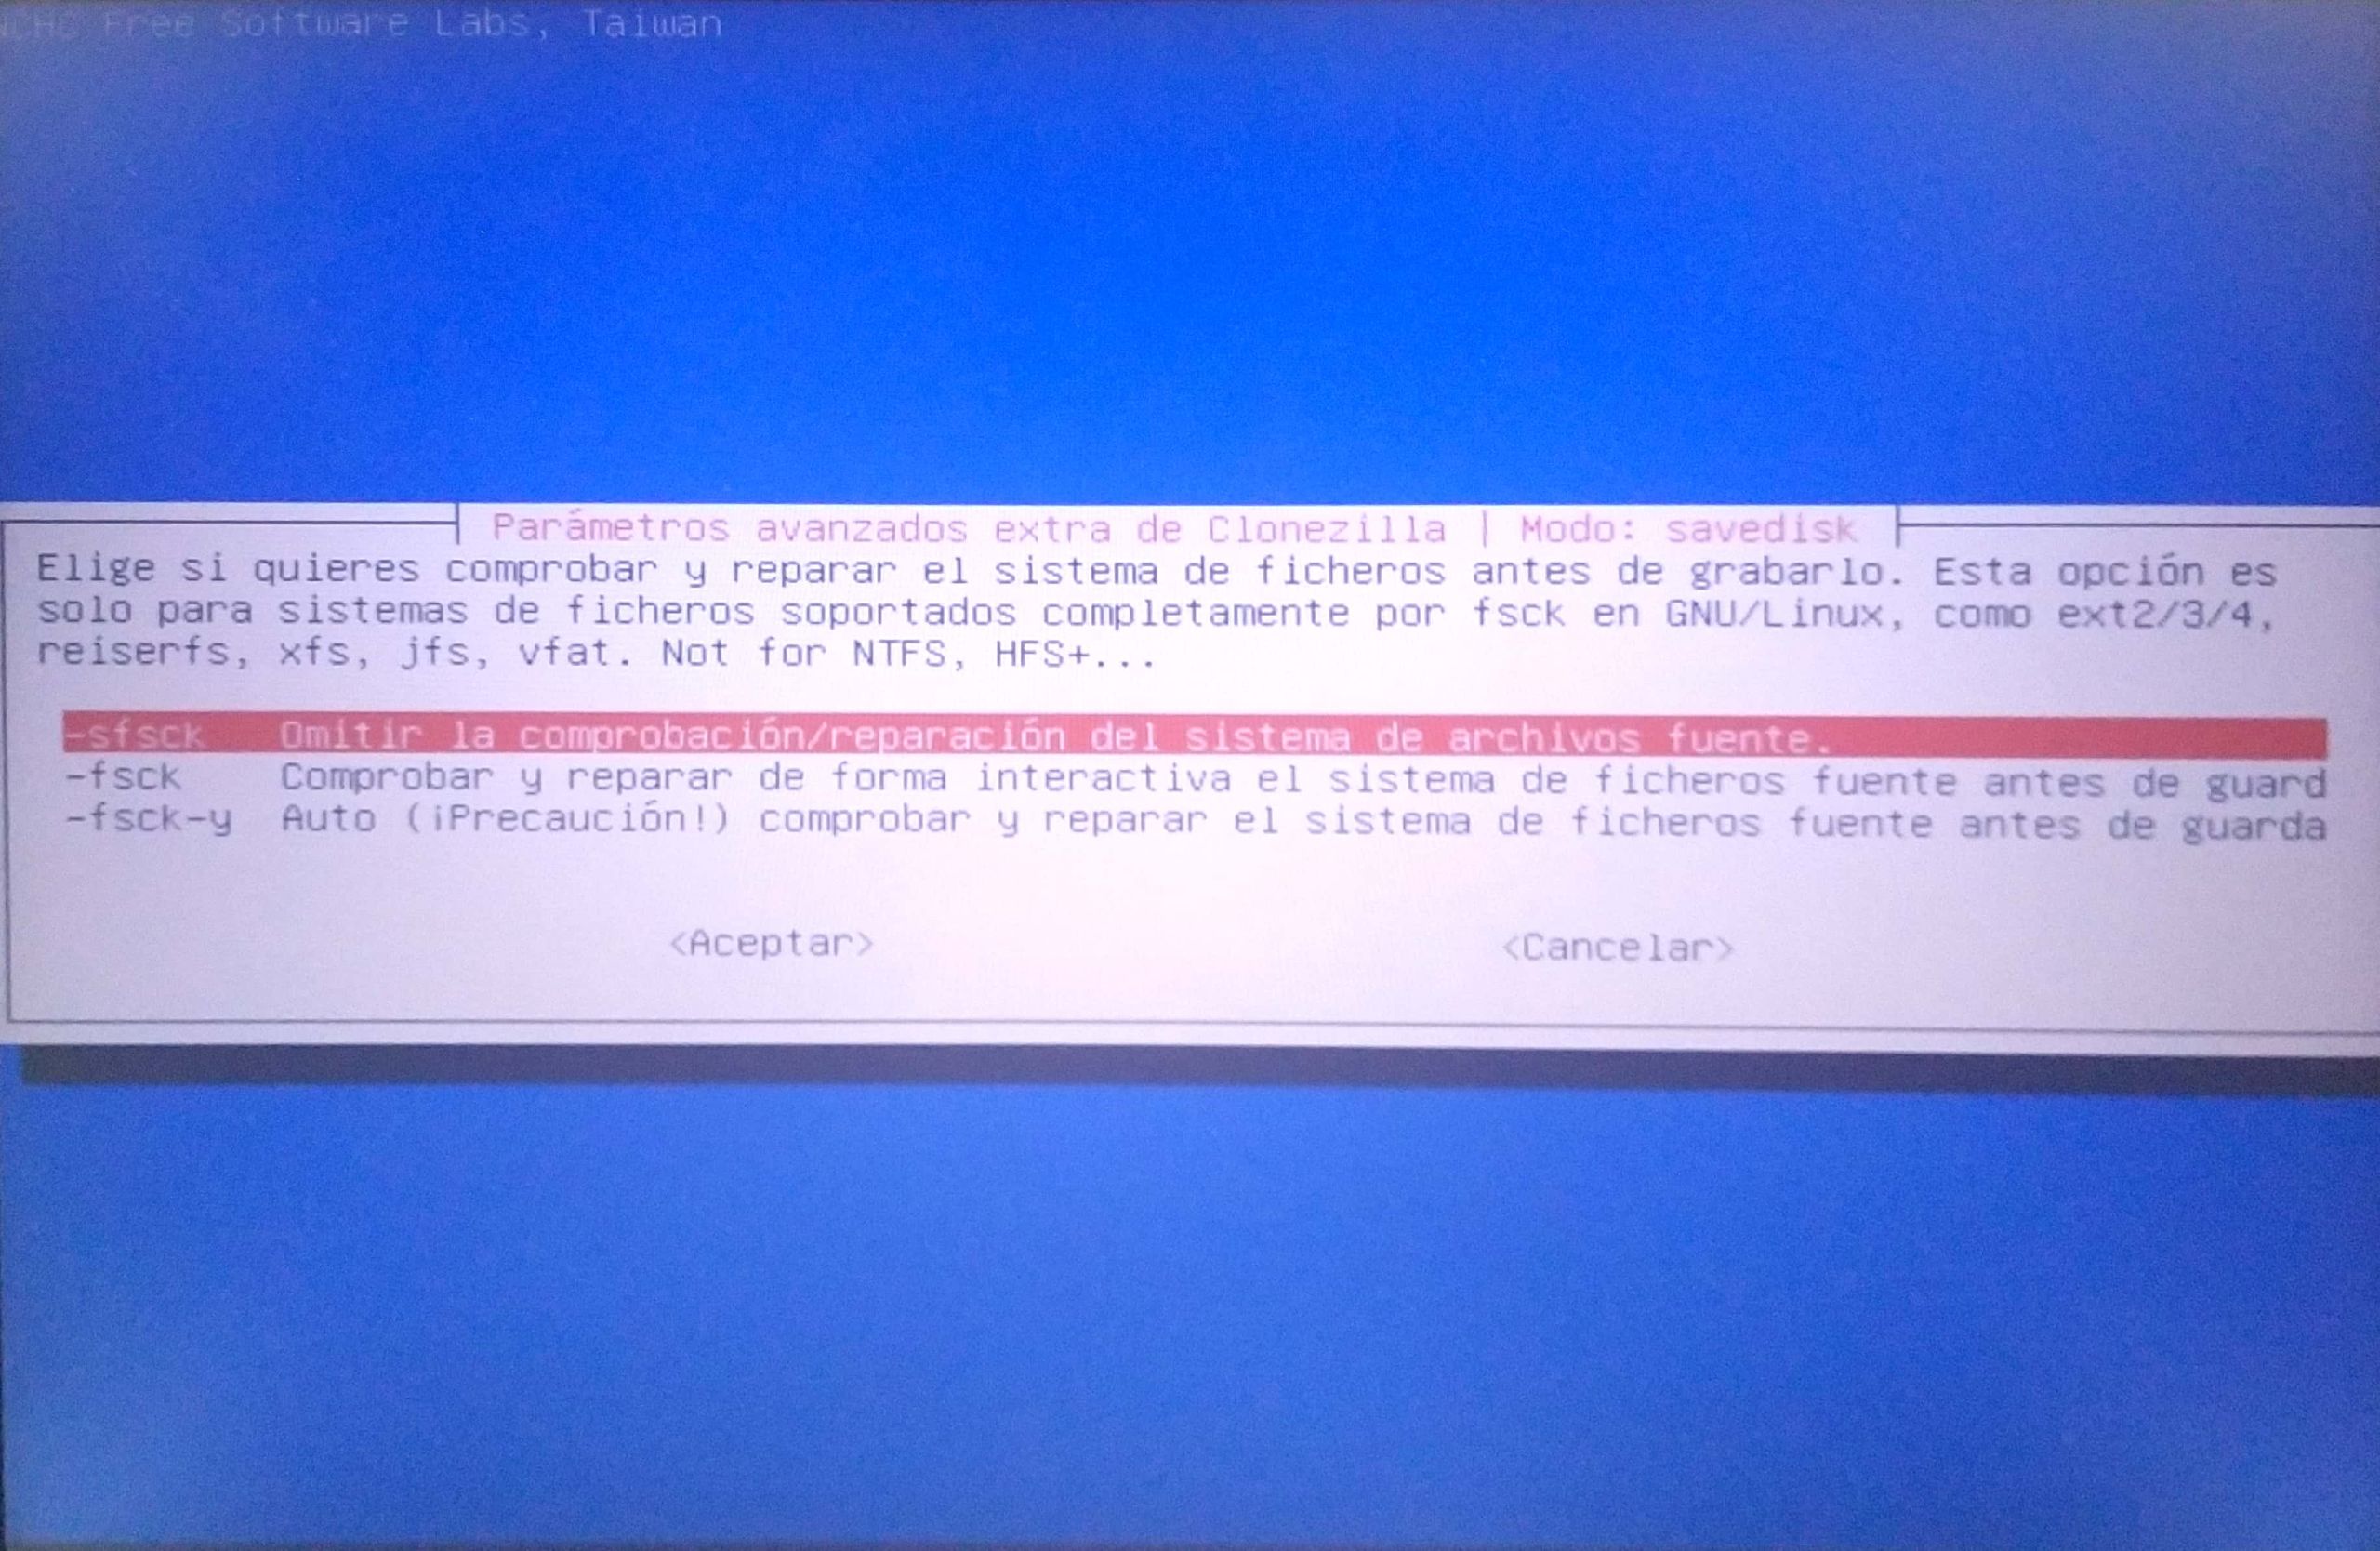 NCHC Free Software Labs, Taiwan
Parámetros avanzados extra de Clonezilla | Modo: savedisk
Elige si quieres comprobar y reparar el sistema de ficheros antes de grabarlo. Esta opción es
solo para sistemas de ficheros soportados completamente por fsck en GNU/Linux, como ext2/3/4,
reiserfs, xfs, jfs, vfat. Not for NTFS, HFS+...
-sfsck Omitir la comprobación/reparación del sistema de archivos fuente.
-fsck Comprobar y reparar de forma interactiva el sistema de ficheros fuente antes de guard
-fsck-y Auto (¡Precaución!) comprobar y reparar el sistema de ficheros fuente antes de guarda
<Aceptar> <Cancelar>